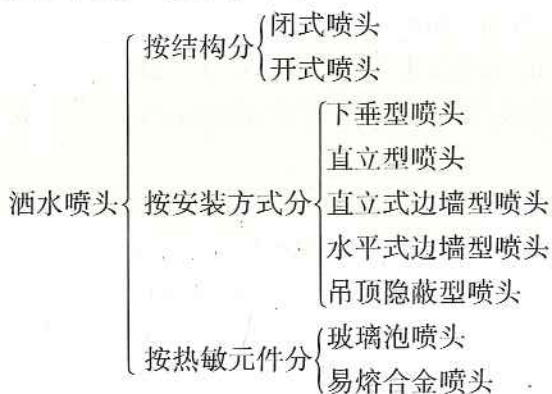 洒水喷头
按结构分
闭式喷头
开式喷头
按安装方式分
下垂型喷头
直立型喷头
直立式边墙型喷头
水平式边墙型喷头
吊顶隐蔽型喷头
按热敏元件分
玻璃泡喷头
易熔合金喷头